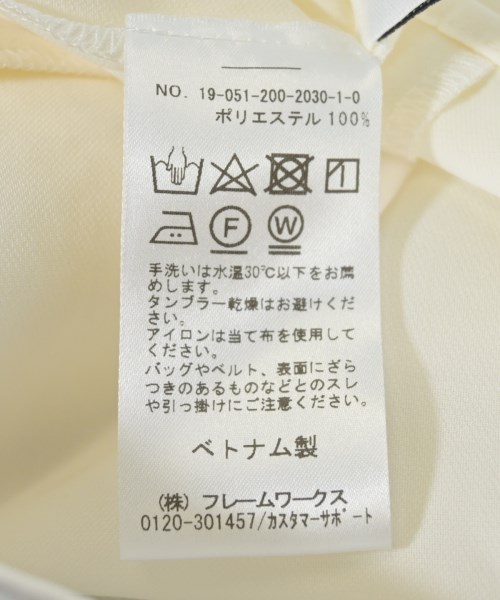 NO. 19-051-200-2030-1-0
ポリエステル 100%
F
W
手洗いは水温30℃以下をお薦
めします。
タンブラー乾燥はお避けくだ
さい。
アイロンは当て布を使用して
ください。
バッグやベルト、表面にざら
つきのあるものなどとのスレ
や引っ掛けにご注意ください。
ベトナム製
(株) フレームワークス
0120-301457/カスタマーサポート